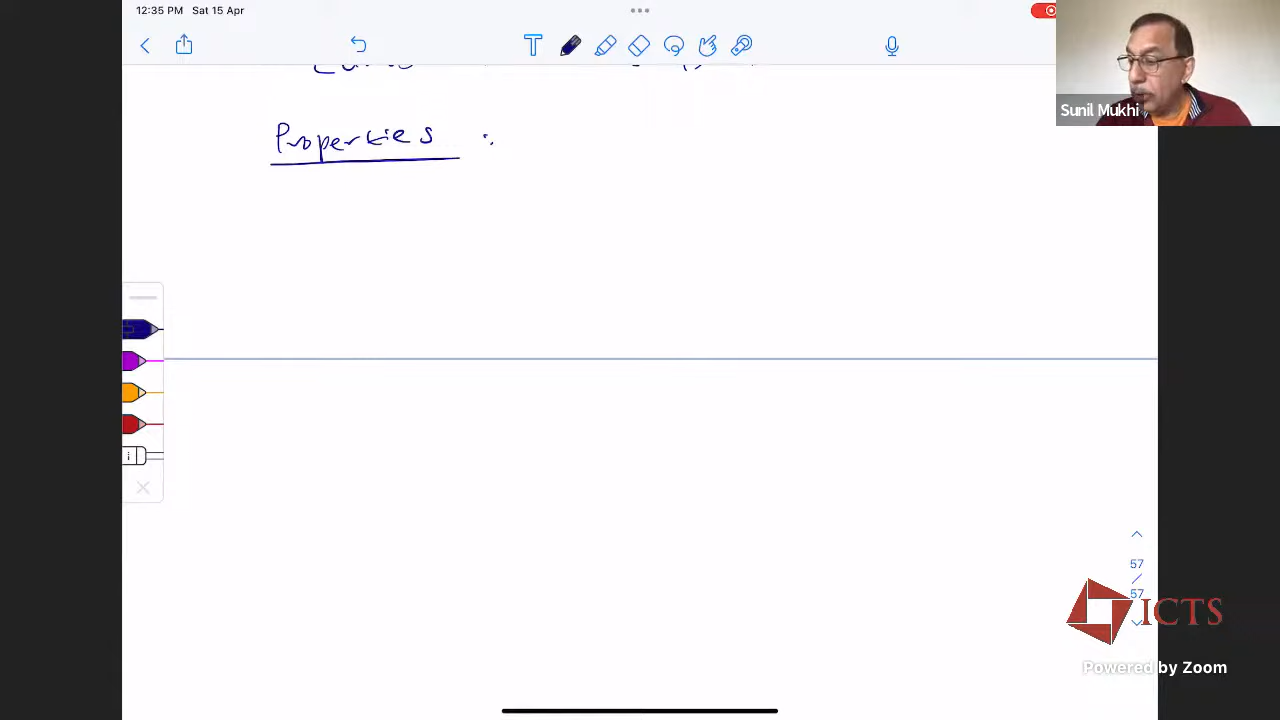 12:35 PM Sat 15 Apr
Sunil Mukhi
Properties :
57
/
57
ICTS
Powered by Zoom